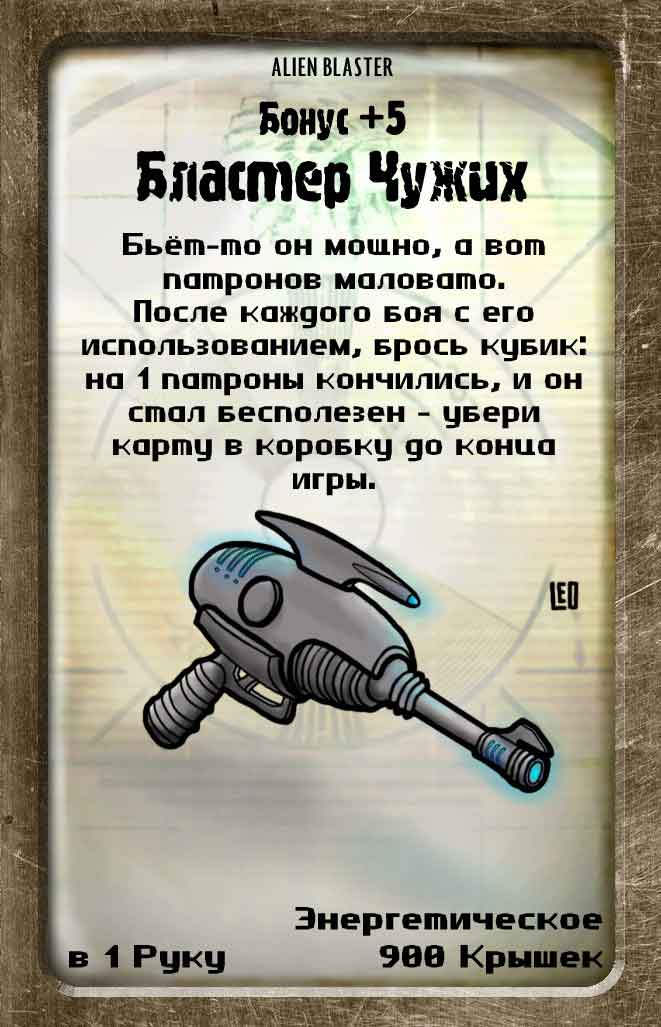 ALIEN BLASTER
Бонус +5
Бластер Чужих
Бьёт-то он мощно, а вот
патронов маловато.
После каждого боя с его
использованием, брось кубик:
на 1 патроны кончились, и он
стал бесполезен - убери
карту в коробку до конца
игры.
LEO
Энергетическое
в 1 Руку 900 Крышек